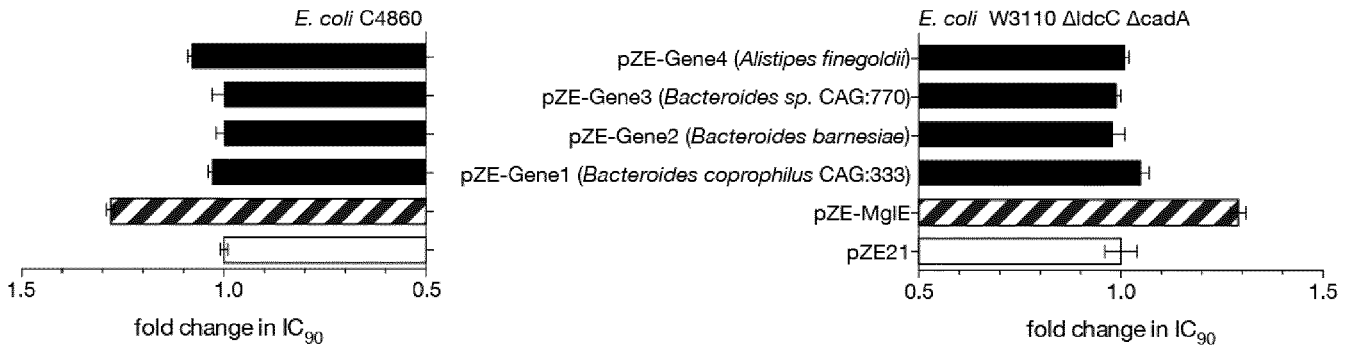 E. coli C4860
E. coli W3110 ΔldcC ΔcadA
pZE-Gene4 (Alistipes finegoldii)
pZE-Gene3 (Bacteroides sp. CAG:770)
pZE-Gene2 (Bacteroides barnesiae)
pZE-Gene1 (Bacteroides coprophilus CAG:333)
pZE-MglE
pZE21
1.5 1.0 0.5
0.5 1.0 1.5
fold change in IC90
fold change in IC90